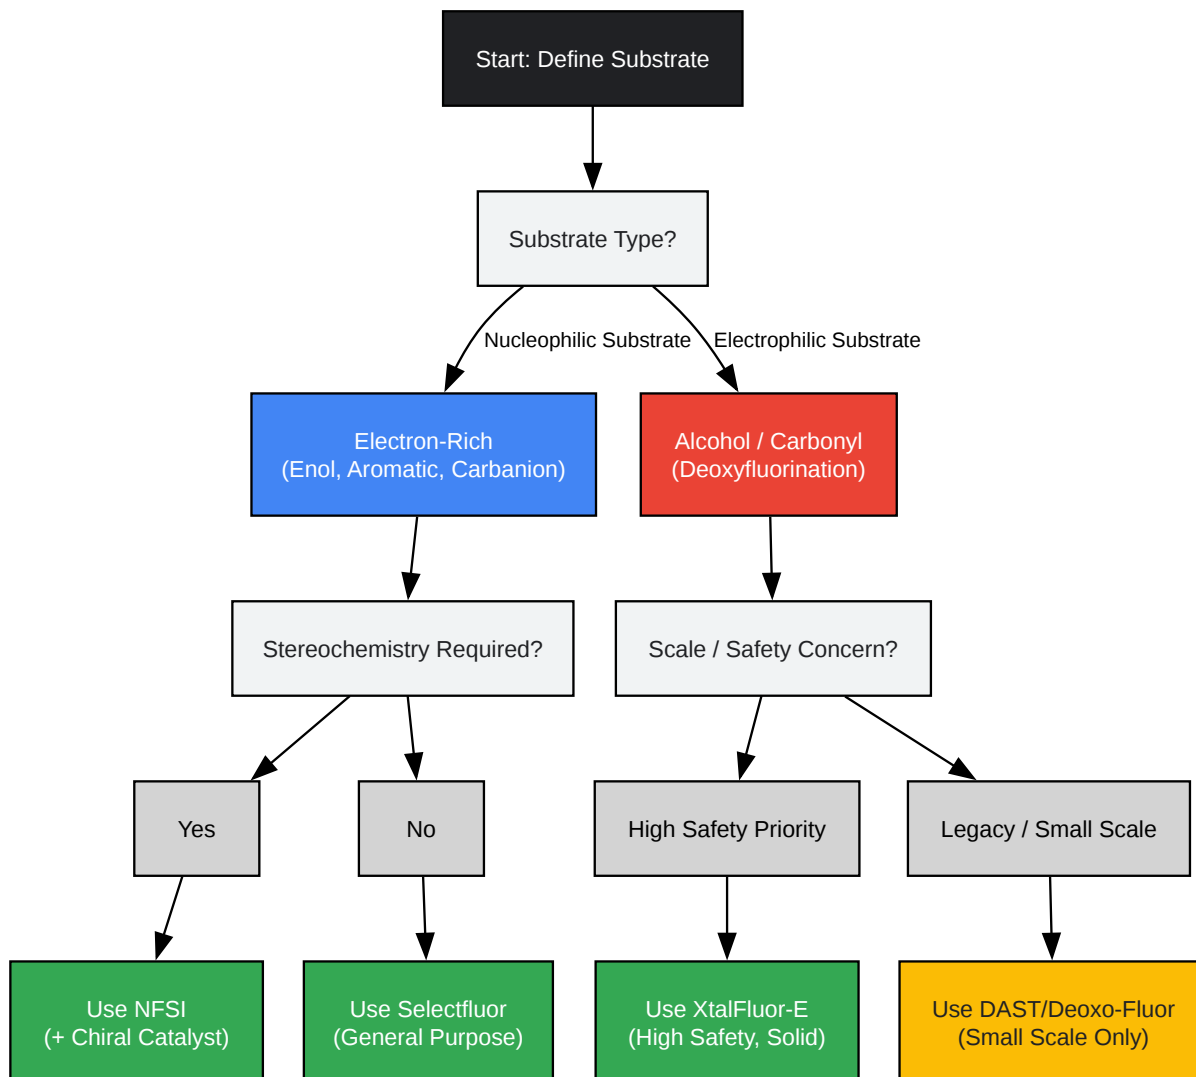 Start: Define Substrate
Substrate Type?
Nucleophilic Substrate
Electrophilic Substrate
Electron-Rich
(Enol, Aromatic, Carbanion)
Alcohol / Carbonyl
(Deoxyfluorination)
Stereochemistry Required?
Scale / Safety Concern?
Yes
No
High Safety Priority
Legacy / Small Scale
Use NFSI
(+ Chiral Catalyst)
Use Selectfluor
(General Purpose)
Use XtalFluor-E
(High Safety, Solid)
Use DAST/Deoxo-Fluor
(Small Scale Only)